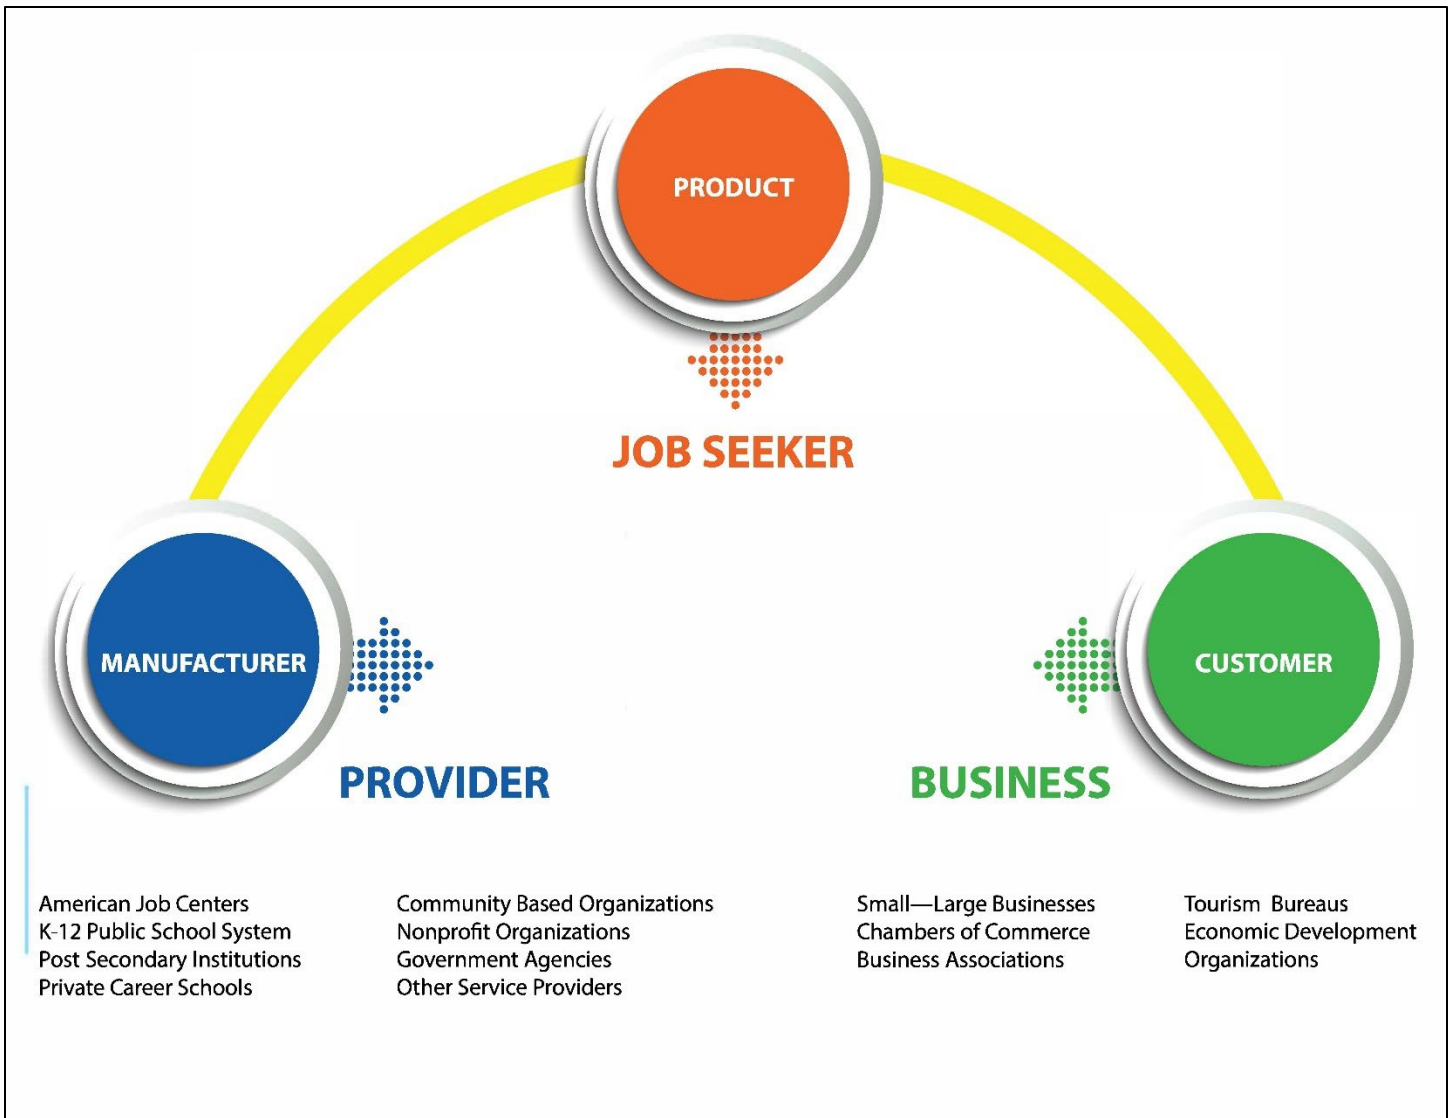 PRODUCT
JOB SEEKER
MANUFACTURER
CUSTOMER
PROVIDER
BUSINESS
American Job Centers
K-12 Public School System
Post Secondary Institutions
Private Career Schools
Community Based Organizations
Nonprofit Organizations
Government Agencies
Other Service Providers
Small—Large Businesses
Chambers of Commerce
Business Associations
Tourism Bureaus
Economic Development
Organizations